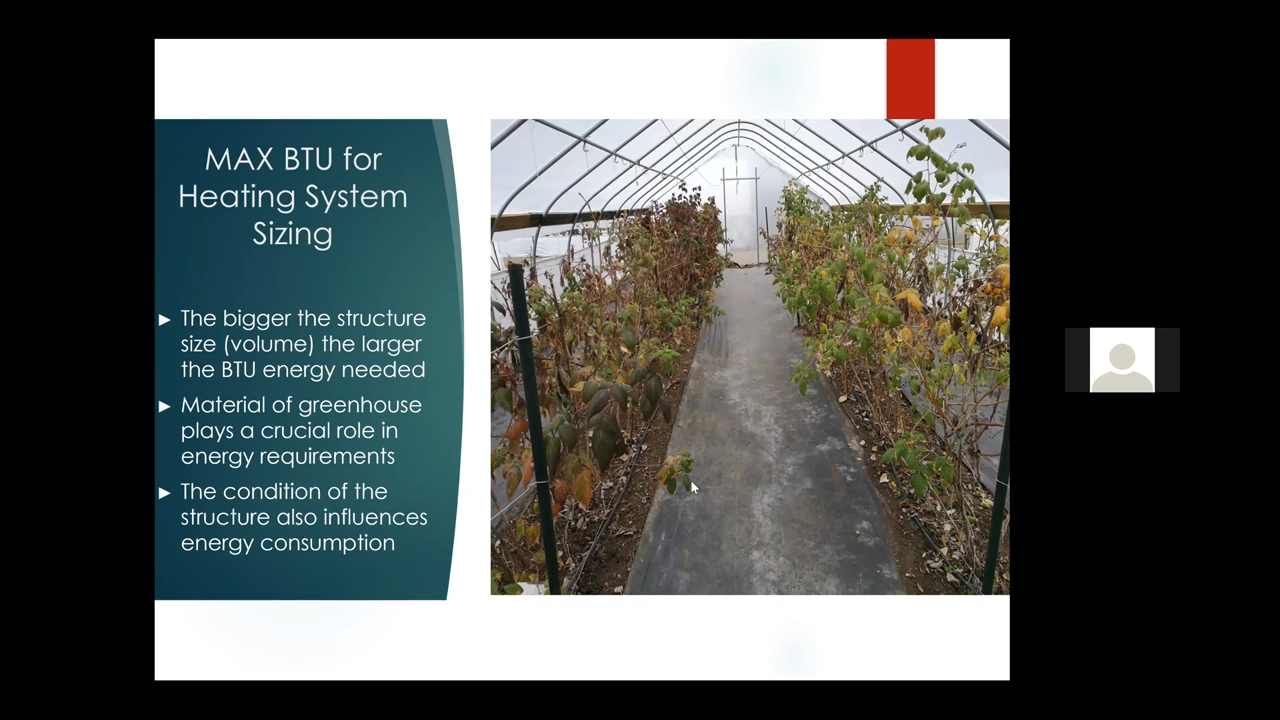 MAX BTU for
Heating System
Sizing
The bigger the structure
size (volume) the larger
the BTU energy needed
Material of greenhouse
plays a crucial role in
energy requirements
The condition of the
structure also influences
energy consumption